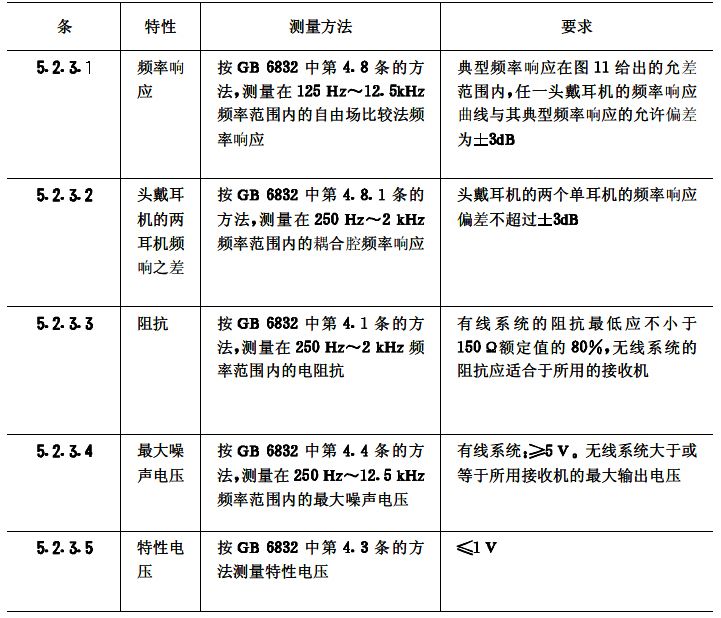 条 特性 测量方法 要求
5.2.3.1 频率响 按 GB 6832 中第 4.8 条的方 典型频率响应在图 11 给出的允差
应 法,测量在 125 Hz～12.5kHz 范围内,任一头戴耳机的频率响应
频率范围内的自由场比较法频 曲线与其典型频率响应的允许偏差
率响应 为±3dB
5.2.3.2 头戴耳 按 GB 6832 中第 4.8.1 条的 头戴耳机的两个单耳机的频率响应
机的两 方法,测量在 250 Hz～2 kHz 偏差不超过±3dB
耳机频 频率范围内的耦合腔频率响应
响之差
5.2.3.3 阻抗 按 GB 6832 中第 4.1 条的方 有线系统的阻抗最低应不小于
法,测量在 250 Hz～2 kHz 频 150 Ω额定值的 80%,无线系统的
率范围内的电阻抗 阻抗应适合于所用的接收机
5.2.3.4 最大噪 按 GB 6832 中第 4.4 条的方 有线系统:≥5 V。无线系统大于或
声电压 法,测量在 250 Hz～12.5 kHz 等于所用接收机的最大输出电压
频率范围内的最大噪声电压
5.2.3.5 特性电 按 GB 6832 中第 4.3 条的方 ≤1 V
压 法测量特性电压